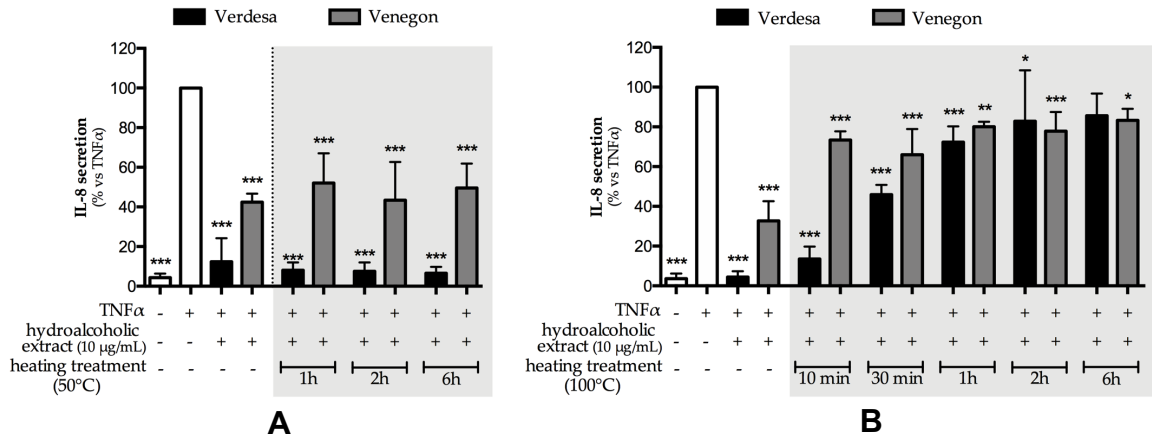 Verdesa Venegon
120
100
80
60
40
20
0
IL-8 secretion
(% vs TNFα)
*** *** *** *** *** *** *** *** ***
TNFα - + + + + + + + + +
hydroalcoholic
extract (10 µg/mL) - - + + + + + + + +
heating treatment - - - -
(50°C) 1h 2h 6h
A
Verdesa Venegon
120
100
80
60
40
20
0
IL-8 secretion
(% vs TNFα)
*** *** *** *** *** *** *** *** ** * *** *
TNFα - + + + + + + + + + + + + +
hydroalcoholic
extract (10 µg/mL) - - + + + + + + + + + + + +
heating treatment - - - -
(100°C) 10 min 30 min 1h 2h 6h
B